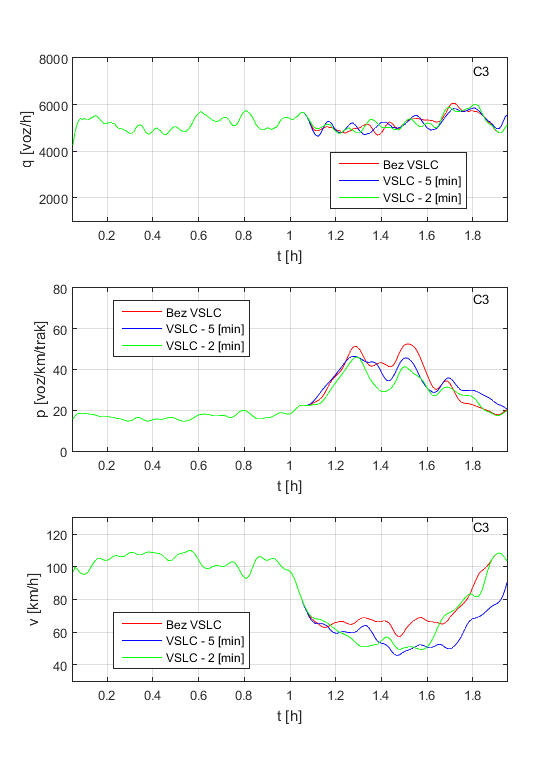 8000
6000
4000
2000
q [voz/h]
C3
Bez VSLC
VSLC - 5 [min]
VSLC - 2 [min]
0.2 0.4 0.6 0.8 1 1.2 1.4 1.6 1.8
t [h]
80
60
40
20
0
p [voz/km/trak]
C3
Bez VSLC
VSLC - 5 [min]
VSLC - 2 [min]
0.2 0.4 0.6 0.8 1 1.2 1.4 1.6 1.8
t [h]
120
100
80
60
40
v [km/h]
C3
Bez VSLC
VSLC - 5 [min]
VSLC - 2 [min]
0.2 0.4 0.6 0.8 1 1.2 1.4 1.6 1.8
t [h]